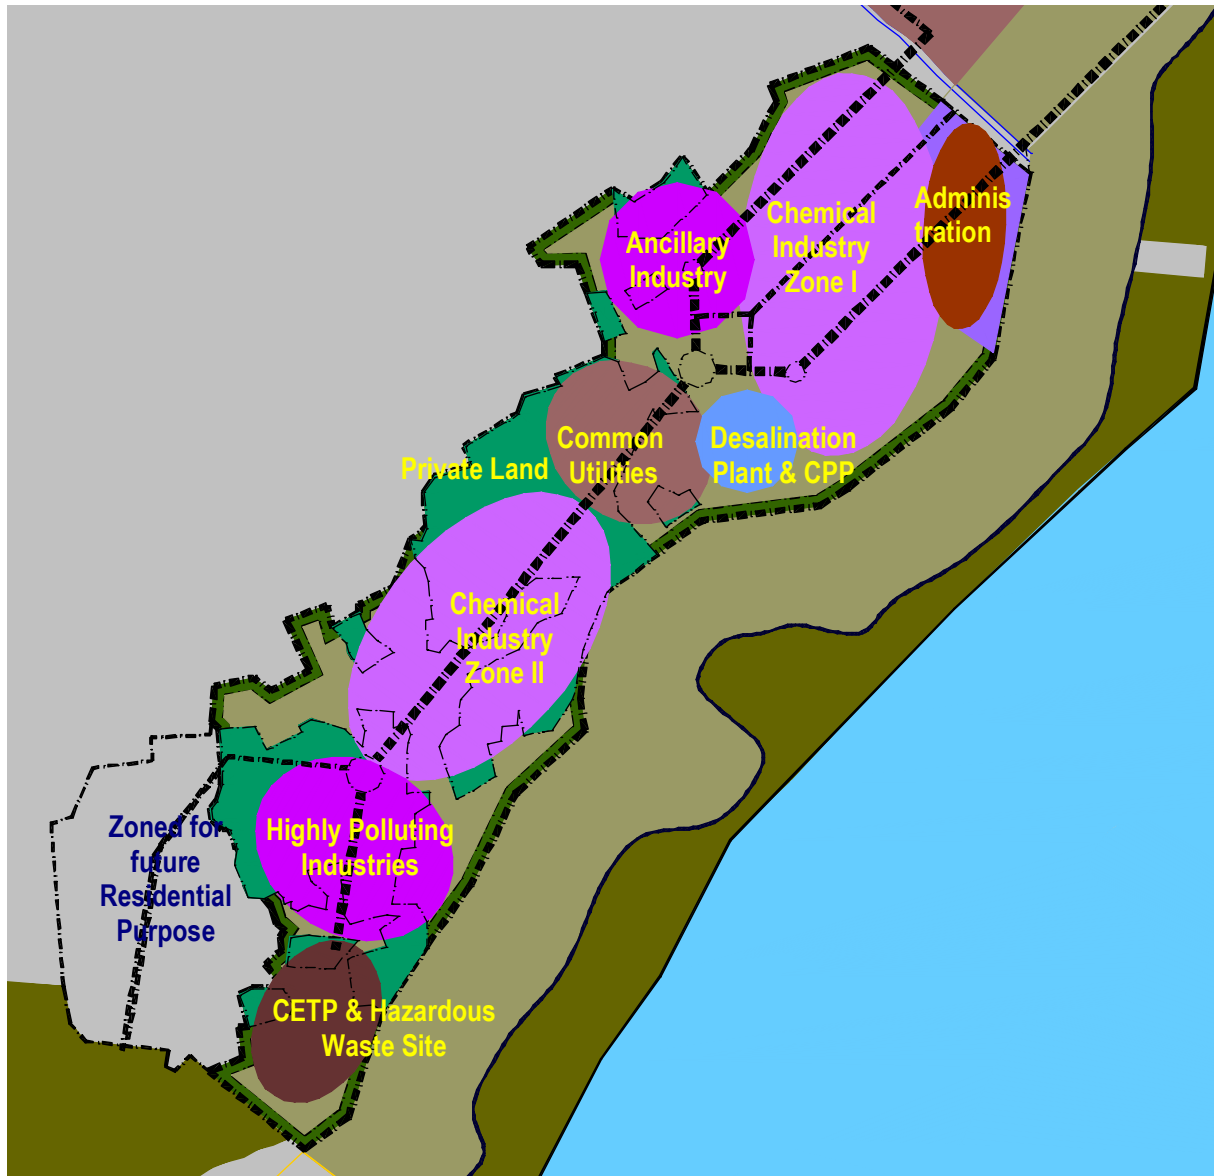 Adminis
tration
Chemical
Industry
Zone I
Ancillary
Industry
Common
Utilities
Desalination
Plant & CPP
Private Land
Chemical
Industry
Zone II
Highly Polluting
Industries
Zoned for
future
Residential
Purpose
CETP & Hazardous
Waste Site